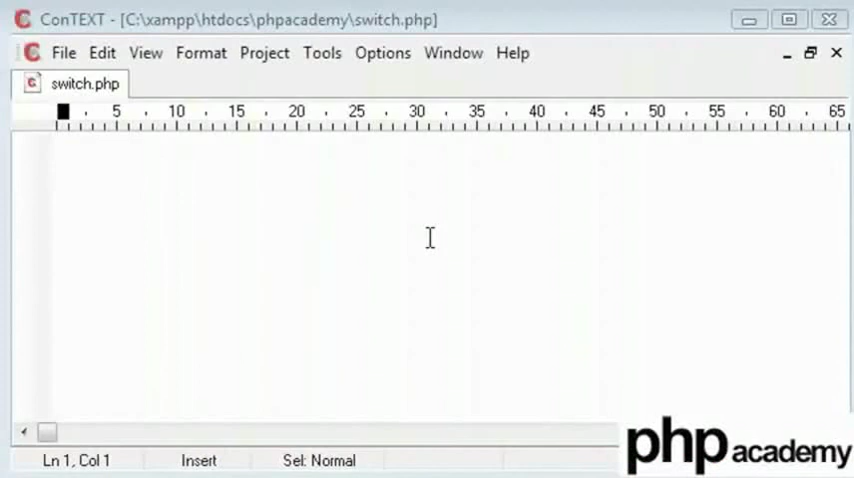 ConTEXT - [C:\xampp\htdocs\phpacademy\switch.php]
File Edit View Format Project Tools Options Window Help
switch.php
5 10 15 20 25 30 35 40 45 50 55 60 65
Ln 1, Col 1 Insert Sel: Normal
php academy